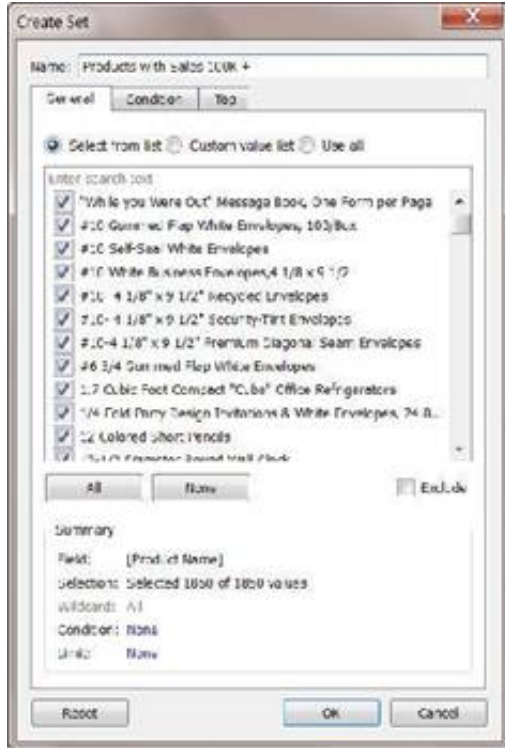 Create Set
Name: Products with Sales 100K +
General Condition Top
Select from list Custom value list Use all
Enter search text
"While you Were Out" Message Book, One Form per Page
#10 Gummed Flap White Envelopes, 100/Box
#10 Self-Seal White Envelopes
#10 White Business Envelopes,4 1/8 x 9 1/2
#10- 4 1/8" x 9 1/2" Recycled Envelopes
#10- 4 1/8" x 9 1/2" Security-Tint Envelopes
#10-4 1/8" x 9 1/2" Premium Diagonal Seam Envelopes
#6 3/4 Gummed Flap White Envelopes
1.7 Cubic Foot Compact "Cube" Office Refrigerators
1/4 Fold Party Design Invitations & White Envelopes, 24 8...
12 Colored Short Pencils
Round Wall Clock
All None Exclude
Summary
Field: [Product Name]
Selection: Selected 1850 of 1850 values
Wildcard: All
Condition: None
Limit: None
Reset OK Cancel